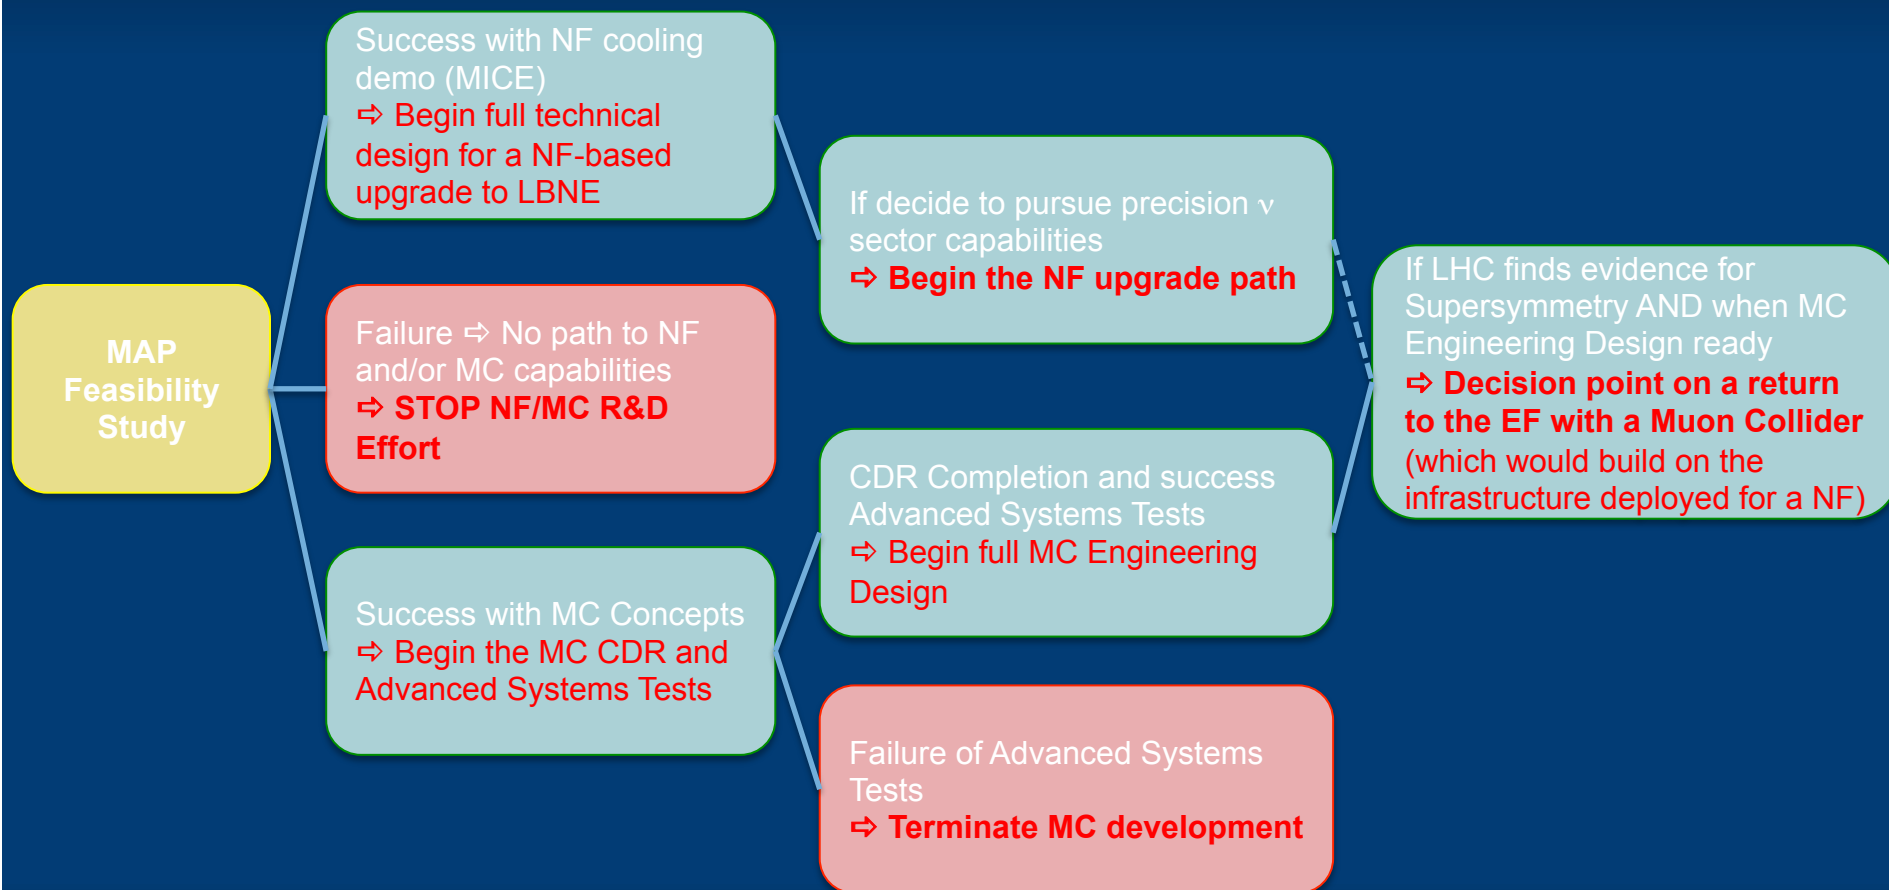 MAP
Feasibility
Study
Success with NF cooling
demo (MICE)
⇨ Begin full technical
design for a NF-based
upgrade to LBNE
Failure ⇨ No path to NF
and/or MC capabilities
⇨ STOP NF/MC R&D
Effort
Success with MC Concepts
⇨ Begin the MC CDR and
Advanced Systems Tests
If decide to pursue precision ν
sector capabilities
⇨ Begin the NF upgrade path
CDR Completion and success
Advanced Systems Tests
⇨ Begin full MC Engineering
Design
Failure of Advanced Systems
Tests
⇨ Terminate MC development
If LHC finds evidence for
Supersymmetry AND when MC
Engineering Design ready
⇨ Decision point on a return
to the EF with a Muon Collider
(which would build on the
infrastructure deployed for a NF)